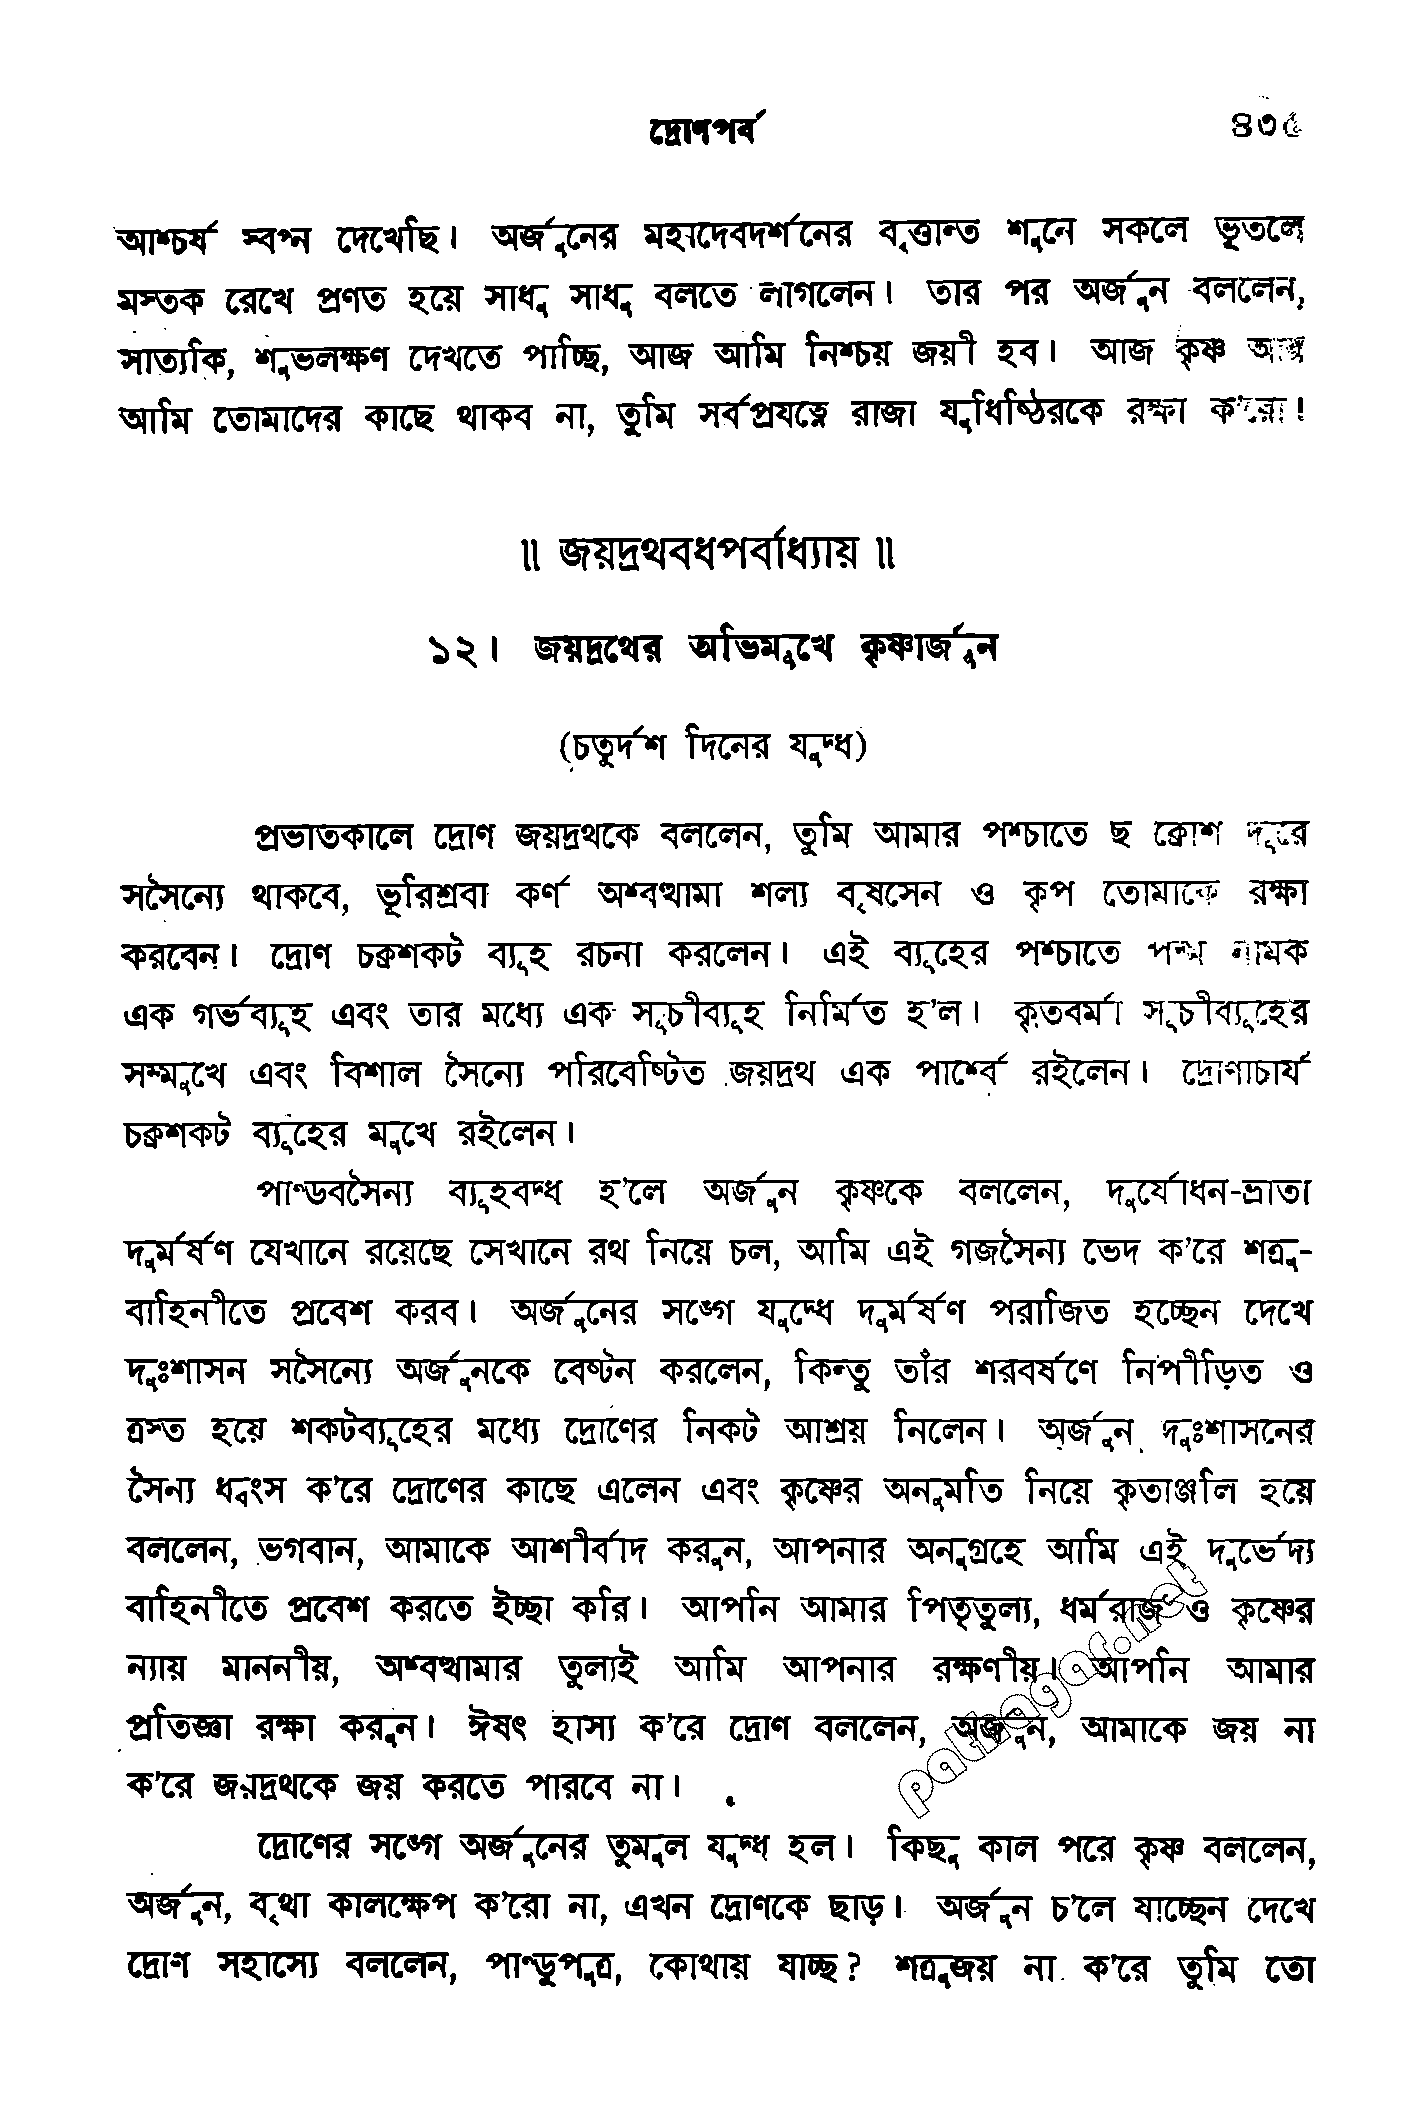 দ্রোণপর্ব ৪৩৫
আশ্চর্য স্বপ্ন দেখেছি। অর্জুনের মহাদেবদর্শনের বৃত্তান্ত শুনে সকলে ভূতলে
মস্তক রেখে প্রণত হয়ে সাধু সাধু বলতে লাগলেন। তার পর অর্জুন বললেন,
সাত্যকি, শুভলক্ষণ দেখতে পাচ্ছি, আজ আমি নিশ্চয় জয়ী হব। আজ কৃষ্ণ আর
আমি তোমাদের কাছে থাকব না, তুমি সর্বপ্রযত্নে রাজা যুধিষ্ঠিরকে রক্ষা ক’রো।
॥ জয়দ্রথবধপর্বাধ্যায় ॥
১২। জয়দ্রথের অভিমুখে কৃষ্ণার্জুন
(চতুর্দশ দিনের যুদ্ধ)
প্রভাতকালে দ্রোণ জয়দ্রথকে বললেন, তুমি আমার পশ্চাতে ছ ক্রোশ দূরে
সসৈন্যে থাকবে, ভূরিশ্রবা কর্ণ অশ্বত্থামা শল্য বৃষসেন ও কৃপ তোমাকে রক্ষা
করবেন। দ্রোণ চক্রশকট ব্যূহ রচনা করলেন। এই ব্যূহের পশ্চাতে পদ্ম নামক
এক গর্ভব্যূহ এবং তার মধ্যে এক সূচীব্যূহ নির্মিত হ’ল। কৃতবর্মা সূচীব্যূহের
সম্মুখে এবং বিশাল সৈন্যে পরিবেষ্টিত জয়দ্রথ এক পার্শ্বে রইলেন। দ্রোণাচার্য
চক্রশকট ব্যূহের মুখে রইলেন।
পাণ্ডবসৈন্য ব্যূহবদ্ধ হ’লে অর্জুন কৃষ্ণকে বললেন, দুর্যোধন-ভ্রাতা
দুর্মর্ষণ যেখানে রয়েছে সেখানে রথ নিয়ে চল, আমি এই গজসৈন্য ভেদ ক’রে শত্রু-
বাহিনীতে প্রবেশ করব। অর্জুনের সঙ্গে যুদ্ধে দুর্মর্ষণ পরাজিত হচ্ছেন দেখে
দুঃশাসন সসৈন্যে অর্জুনকে বেষ্টন করলেন, কিন্তু তাঁর শরবর্ষণে নিপীড়িত ও
ত্রস্ত হয়ে শকটব্যূহের মধ্যে দ্রোণের নিকট আশ্রয় নিলেন। অর্জুন দুঃশাসনের
সৈন্য ধ্বংস ক’রে দ্রোণের কাছে এলেন এবং কৃষ্ণের অনুমতি নিয়ে কৃতাঞ্জলি হয়ে
বললেন, ভগবান, আমাকে আশীর্বাদ করুন, আপনার অনুগ্রহে আমি এই দুর্ভেদ্য
বাহিনীতে প্রবেশ করতে ইচ্ছা করি। আপনি আমার পিতৃতুল্য, ধর্মরাজ ও কৃষ্ণের
ন্যায় মাননীয়, অশ্বত্থামার তুল্যই আমি আপনার রক্ষণীয়। আপনি আমার
প্রতিজ্ঞা রক্ষা করুন। ঈষৎ হাস্য ক’রে দ্রোণ বললেন, অর্জুন, আমাকে জয় না
ক’রে জয়দ্রথকে জয় করতে পারবে না।
দ্রোণের সঙ্গে অর্জুনের তুমুল যুদ্ধ হল। কিছু কাল পরে কৃষ্ণ বললেন,
অর্জুন, বৃথা কালক্ষেপ ক’রো না, এখন দ্রোণকে ছাড়। অর্জুন চ’লে যাচ্ছেন দেখে
দ্রোণ সহাস্যে বললেন, পাণ্ডুপুত্র, কোথায় যাচ্ছ? শত্রুজয় না ক’রে তুমি তো
pathagar.net